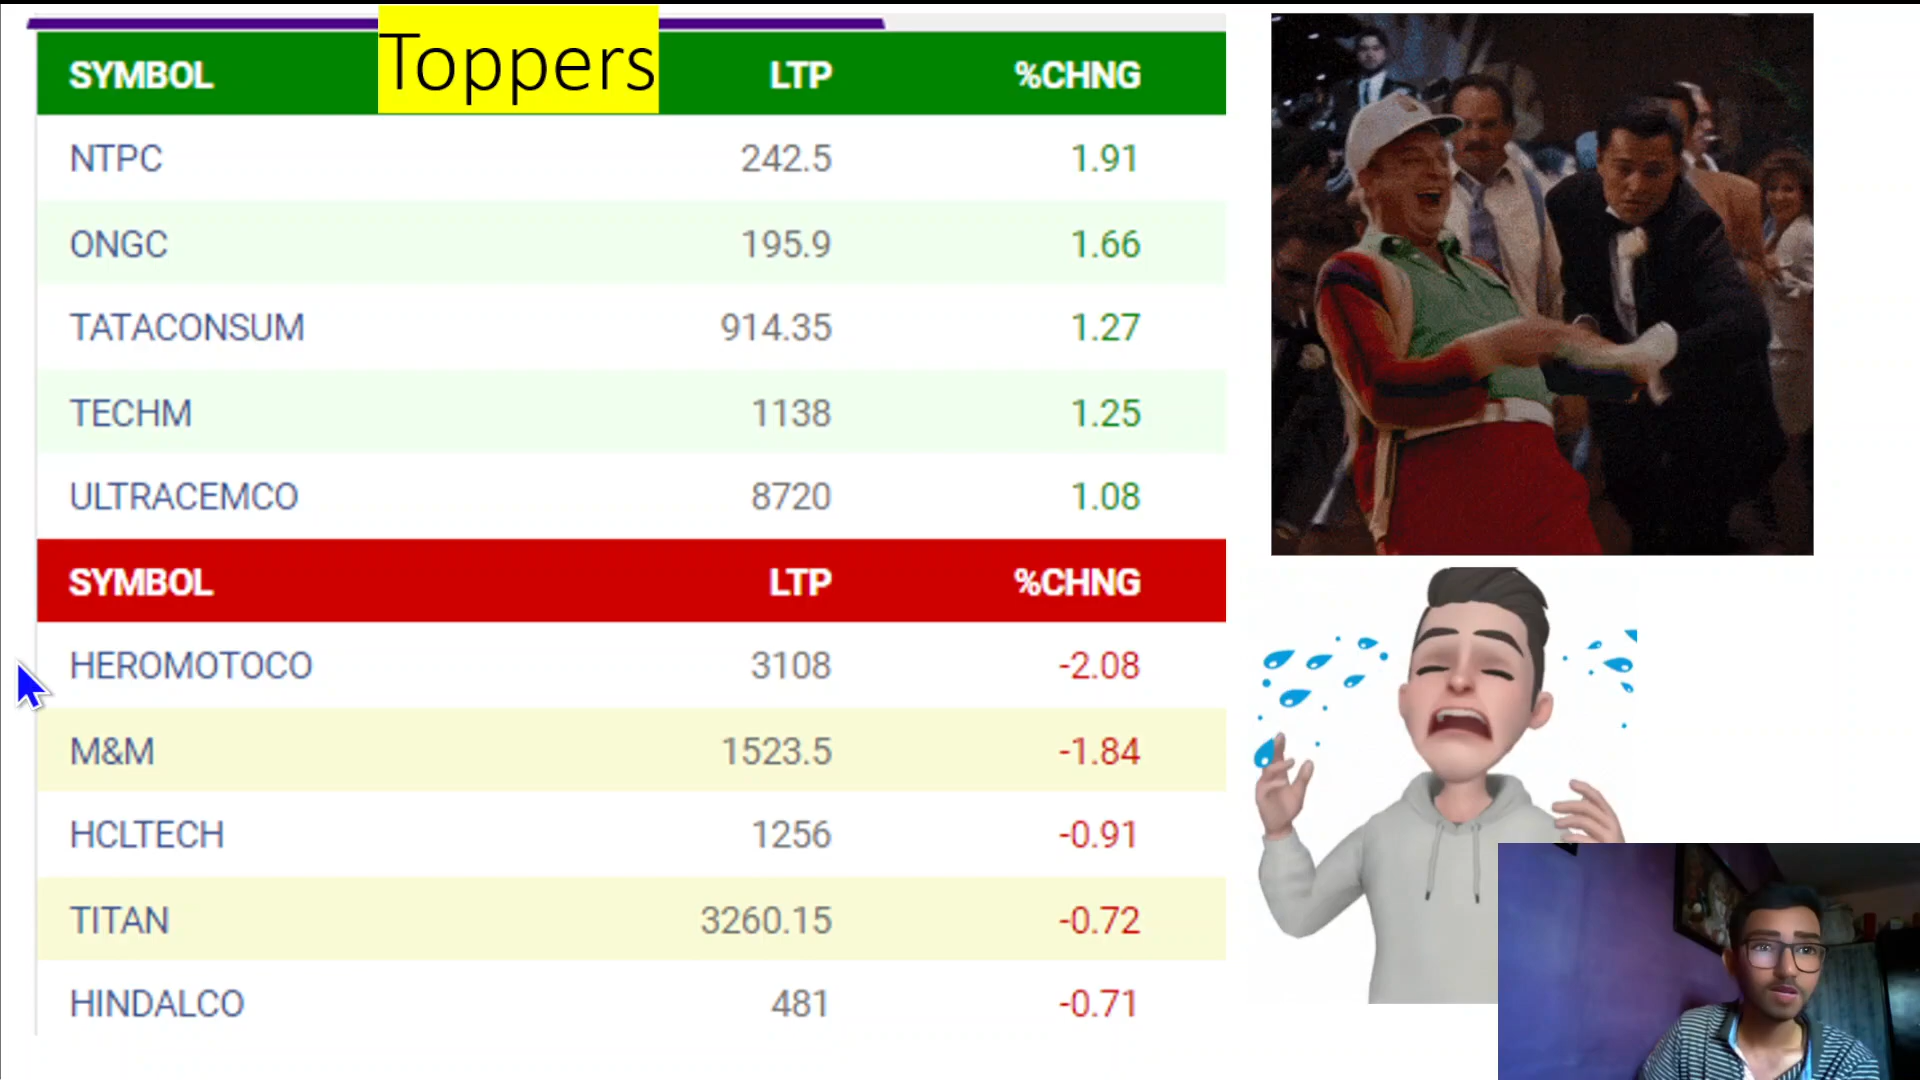 Toppers
SYMBOL LTP %CHNG
NTPC 242.5 1.91
ONGC 195.9 1.66
TATACONSUM 914.35 1.27
TECHM 1138 1.25
ULTRACEMCO 8720 1.08
SYMBOL LTP %CHNG
HEROMOTOCO 3108 -2.08
M&M 1523.5 -1.84
HCLTECH 1256 -0.91
TITAN 3260.15 -0.72
HINDALCO 481 -0.71